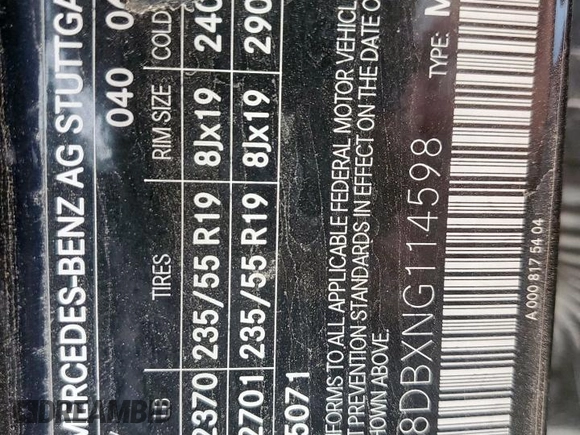 MERCEDES-BENZ AG STUTTGA
040
TIRES RIM SIZE COLD
2370 235/55 R19 8Jx19 240
2701 235/55 R19 8Jx19 290
5071
FORMS TO ALL APPLICABLE FEDERAL MOTOR VEHICL
PREVENTION STANDARDS IN EFFECT ON THE DATE O
SHOWN ABOVE.
8DBXNG114598 TYPE:
A 000 817 54 04
DREAMBID